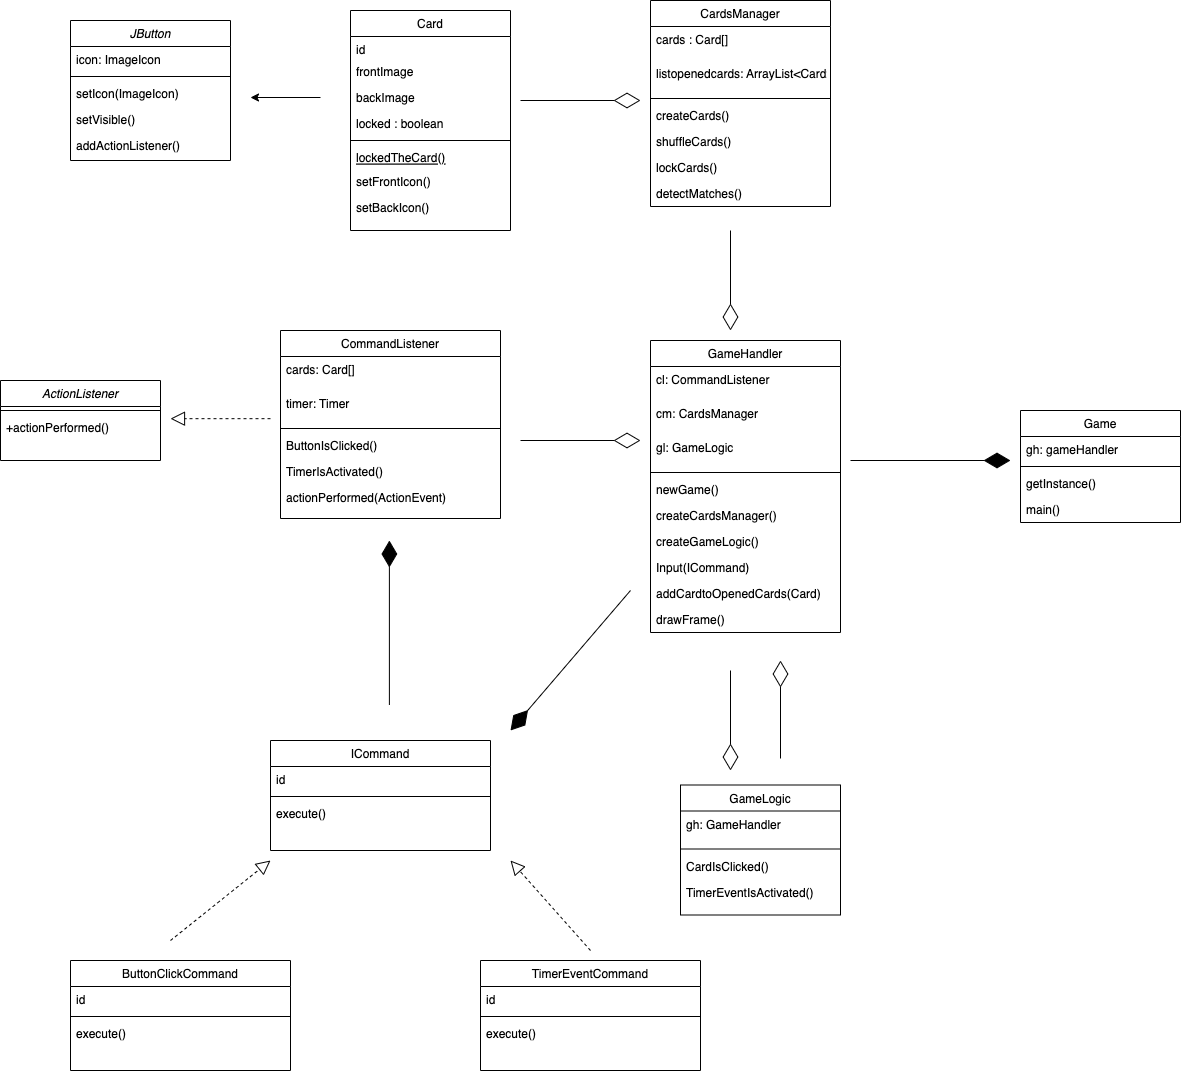 JButton
icon: ImageIcon
setIcon(ImageIcon)
setVisible()
addActionListener()
Card
id
frontImage
backImage
locked : boolean
lockedTheCard()
setFrontIcon()
setBackIcon()
CardsManager
cards : Card[]
listopenedcards: ArrayList<Card
createCards()
shuffleCards()
lockCards()
detectMatches()
ActionListener
+actionPerformed()
CommandListener
cards: Card[]
timer: Timer
ButtonIsClicked()
TimerIsActivated()
actionPerformed(ActionEvent)
GameHandler
cl: CommandListener
cm: CardsManager
gl: GameLogic
newGame()
createCardsManager()
createGameLogic()
Input(ICommand)
addCardtoOpenedCards(Card)
drawFrame()
Game
gh: gameHandler
getInstance()
main()
ICommand
id
execute()
GameLogic
gh: GameHandler
CardIsClicked()
TimerEventIsActivated()
ButtonClickCommand
id
execute()
TimerEventCommand
id
execute()